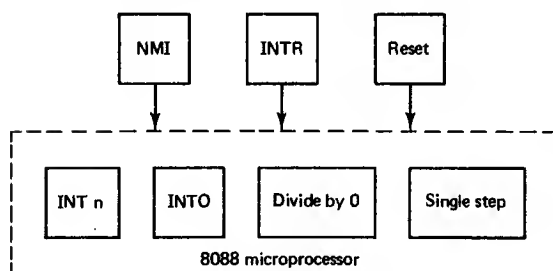 NMI INTR Reset
INT n INTO Divide by 0 Single step
8088 microprocessor